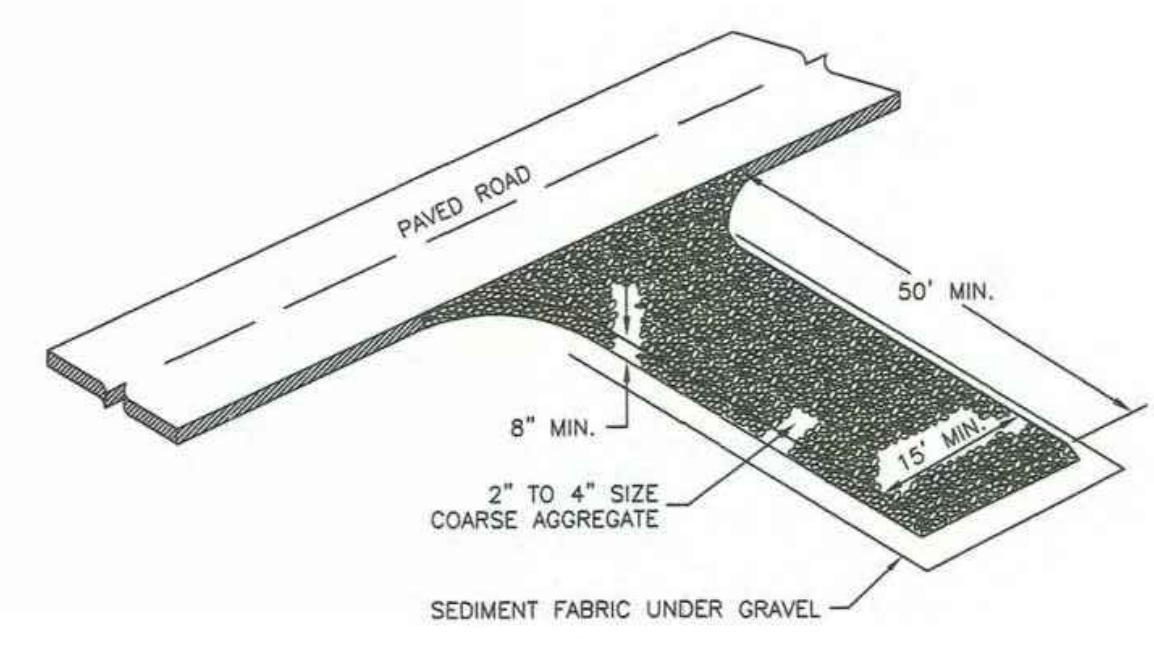 PAVED ROAD
50' MIN.
8" MIN.
15' MIN.
2" TO 4" SIZE
COARSE AGGREGATE
SEDIMENT FABRIC UNDER GRAVEL